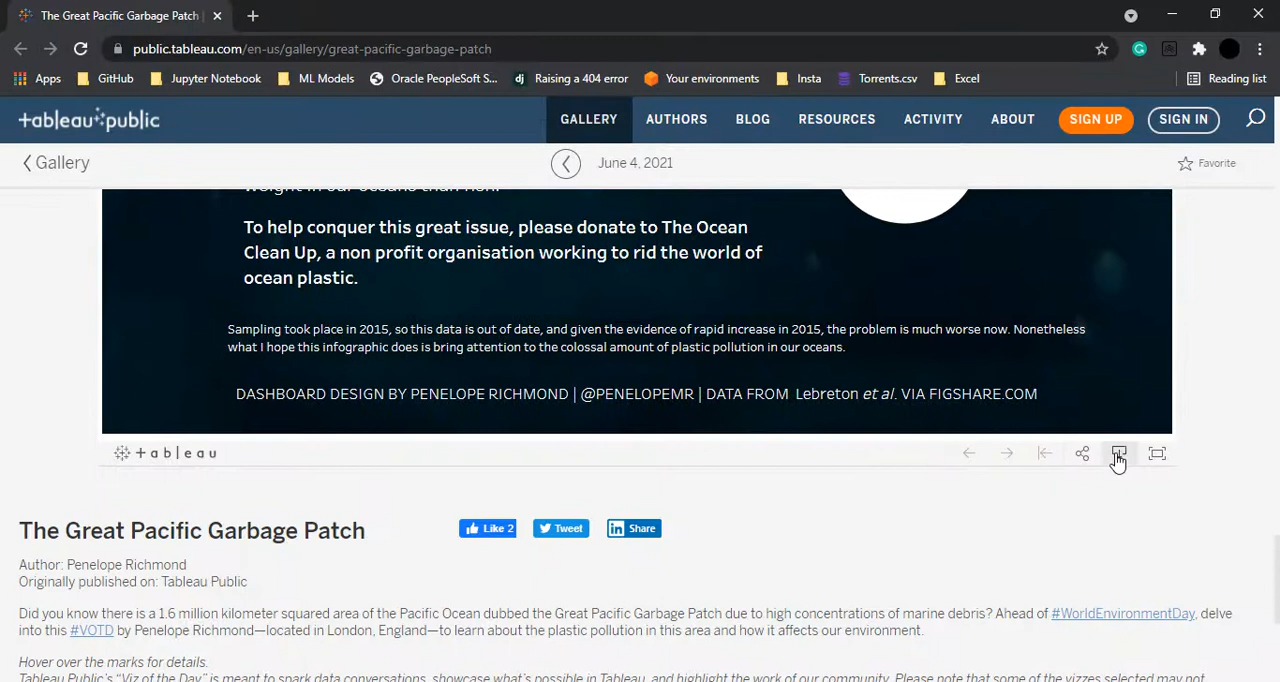 The Great Pacific Garbage Patch
public.tableau.com/en-us/gallery/great-pacific-garbage-patch
Apps GitHub Jupyter Notebook ML Models Oracle PeopleSoft S... dj Raising a 404 error Your environments Insta Torrents.csv Excel Reading list
+ableau+public GALLERY AUTHORS BLOG RESOURCES ACTIVITY ABOUT SIGN UP SIGN IN
Gallery June 4, 2021 Favorite
To help conquer this great issue, please donate to The Ocean
Clean Up, a non profit organisation working to rid the world of
ocean plastic.
Sampling took place in 2015, so this data is out of date, and given the evidence of rapid increase in 2015, the problem is much worse now. Nonetheless
what I hope this infographic does is bring attention to the colossal amount of plastic pollution in our oceans.
DASHBOARD DESIGN BY PENELOPE RICHMOND | @PENELOPEMR | DATA FROM Lebreton et al. VIA FIGSHARE.COM
+ableau
The Great Pacific Garbage Patch Like 2 Tweet in Share
Author: Penelope Richmond
Originally published on: Tableau Public
Did you know there is a 1.6 million kilometer squared area of the Pacific Ocean dubbed the Great Pacific Garbage Patch due to high concentrations of marine debris? Ahead of #WorldEnvironmentDay, delve
into this #VOTD by Penelope Richmond—located in London, England—to learn about the plastic pollution in this area and how it affects our environment.
Hover over the marks for details.
Tableau Public's "Viz of the Day" is meant to spark data conversations, showcase what's possible in Tableau, and highlight the work of our community. Please note that some of the vizzes selected may not